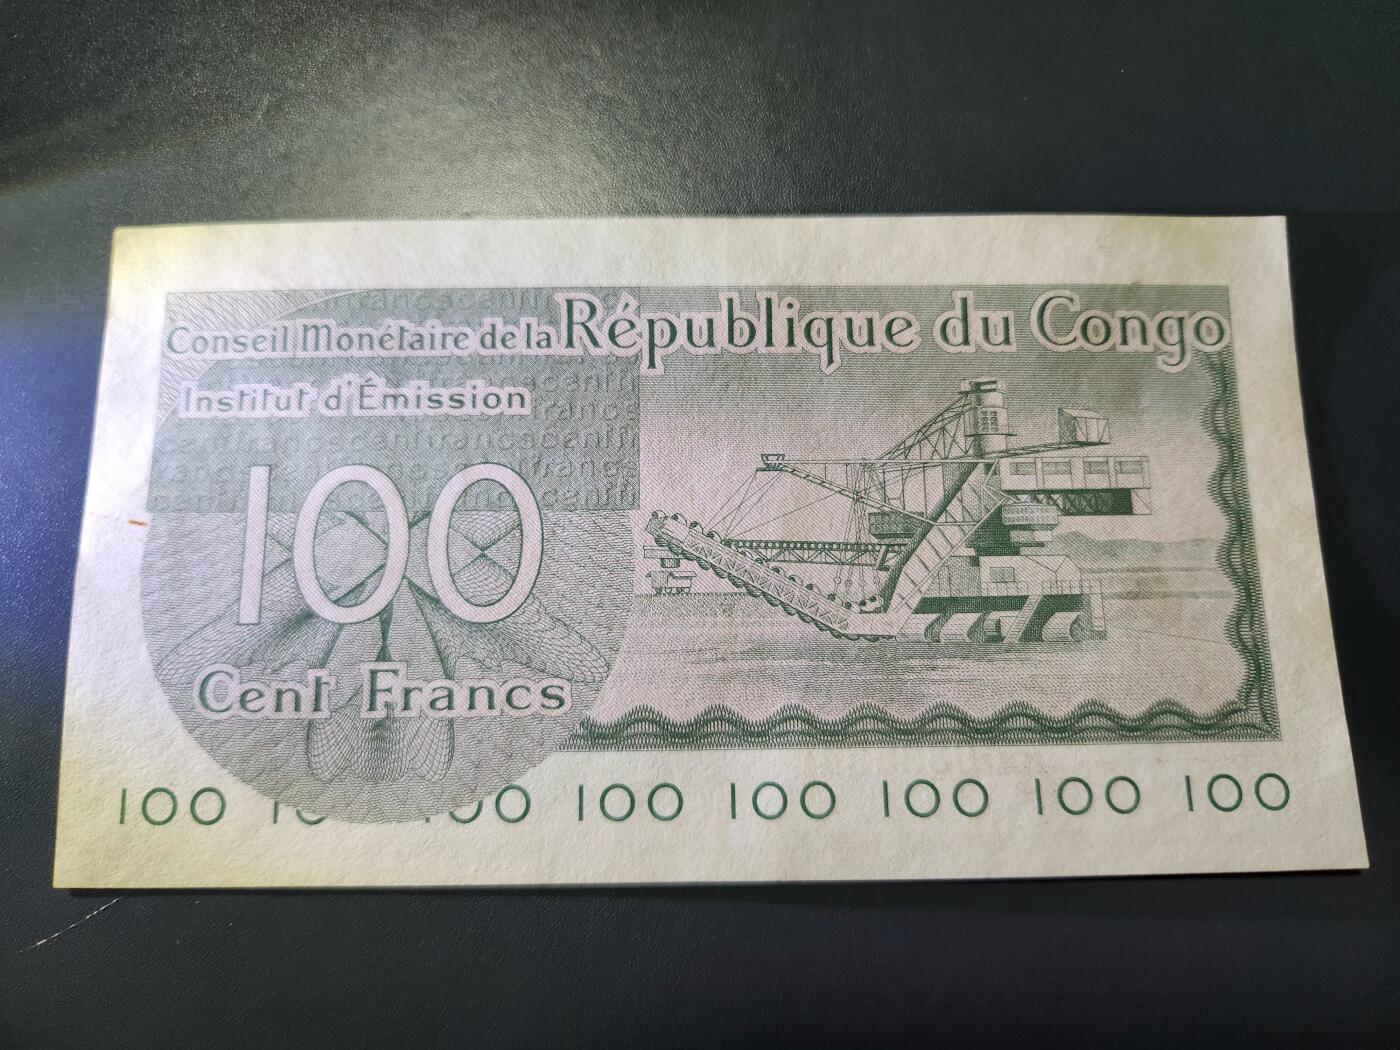 Conseil Monétaire de la République du Congo
Institut d'Émission
100
Cent Francs
100 100 100 100 100 100 100